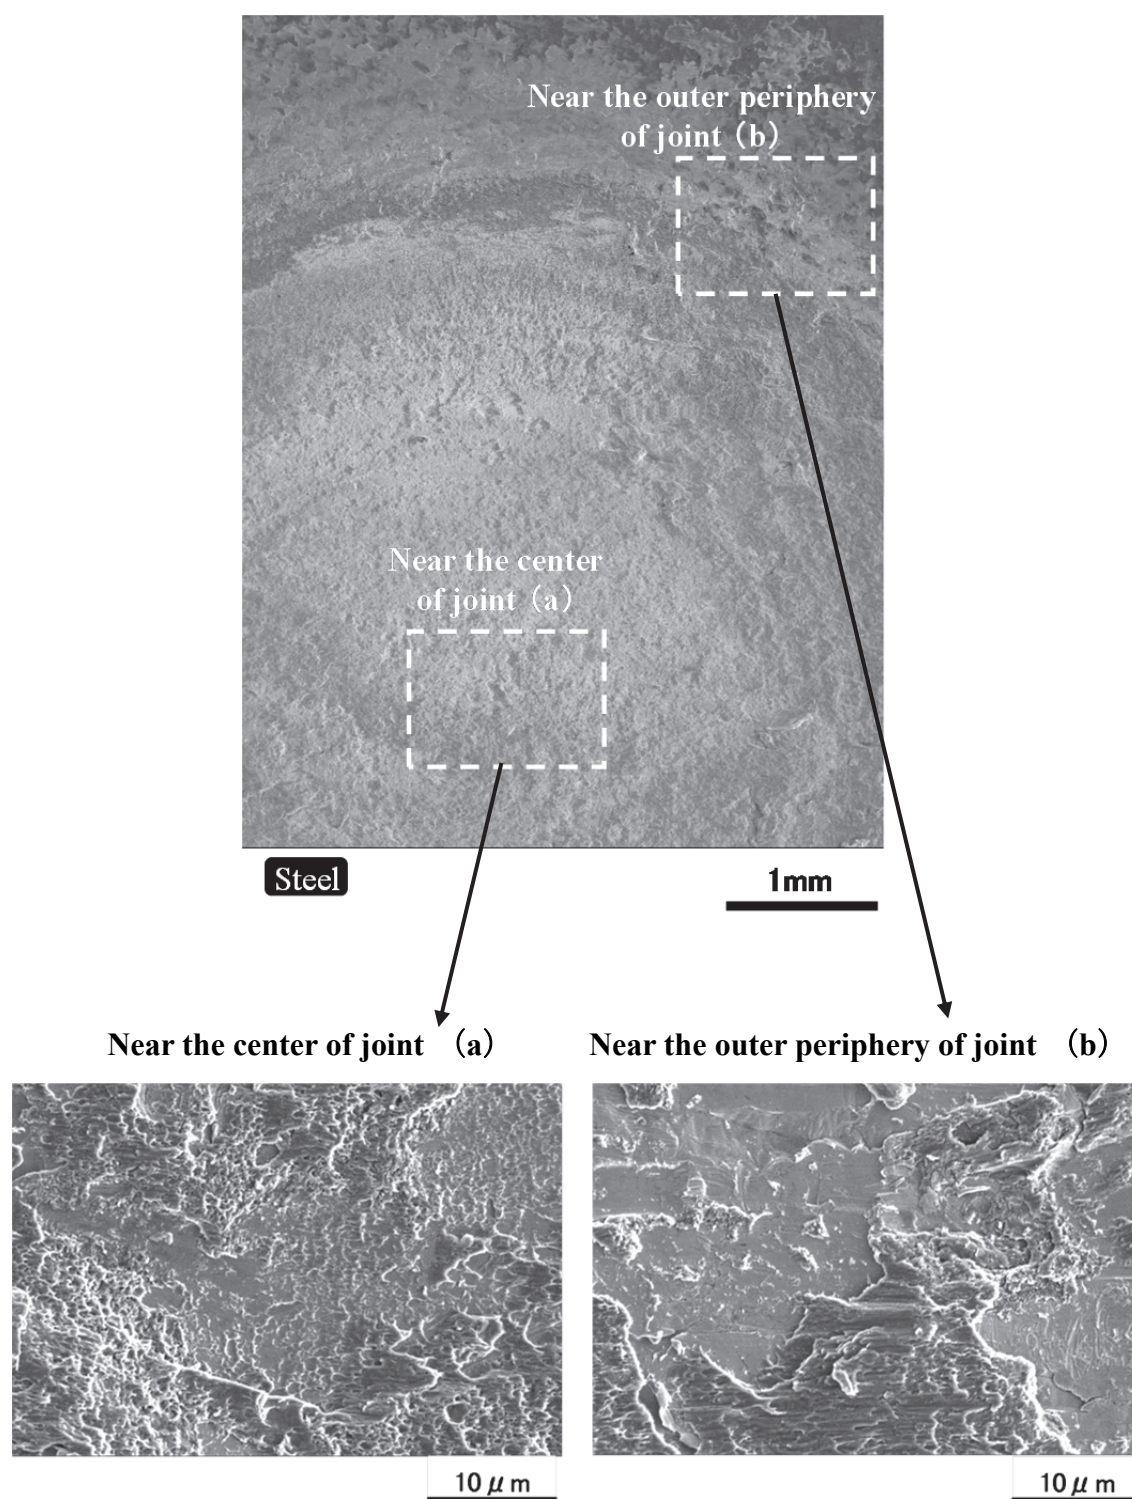 Near the outer periphery
of joint（b）
Near the center
of joint（a）
Steel
1mm
Near the center of joint （a）
Near the outer periphery of joint （b）
10 μ m
10 μ m